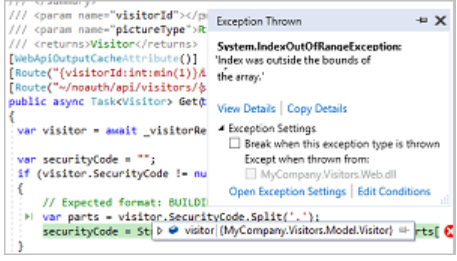 /// </summary>
/// <param name="visitorId"></p
/// <param name="pictureType">R
/// <returns>Visitor</returns>
[WebApiOutputCacheAttribute()]
[Route("{visitorId:int:min(1)}/
[Route("~/noauth/api/visitors/
public async Task<Visitor> Get(
{
var visitor = await _visitorRe
var securityCode = "";
if (visitor.SecurityCode != nu
{
// Expected format: BUILDI
var parts = visitor.SecurityCode.Split('.');
securityCode = St
visitor {MyCompany.Visitors.Model.Visitor}
rts[
}
Exception Thrown
System.IndexOutOfRangeException:
'Index was outside the bounds of
the array.'
View Details | Copy Details
Exception Settings
Break when this exception type is thrown
Except when thrown from:
MyCompany.Visitors.Web.dll
Open Exception Settings | Edit Conditions